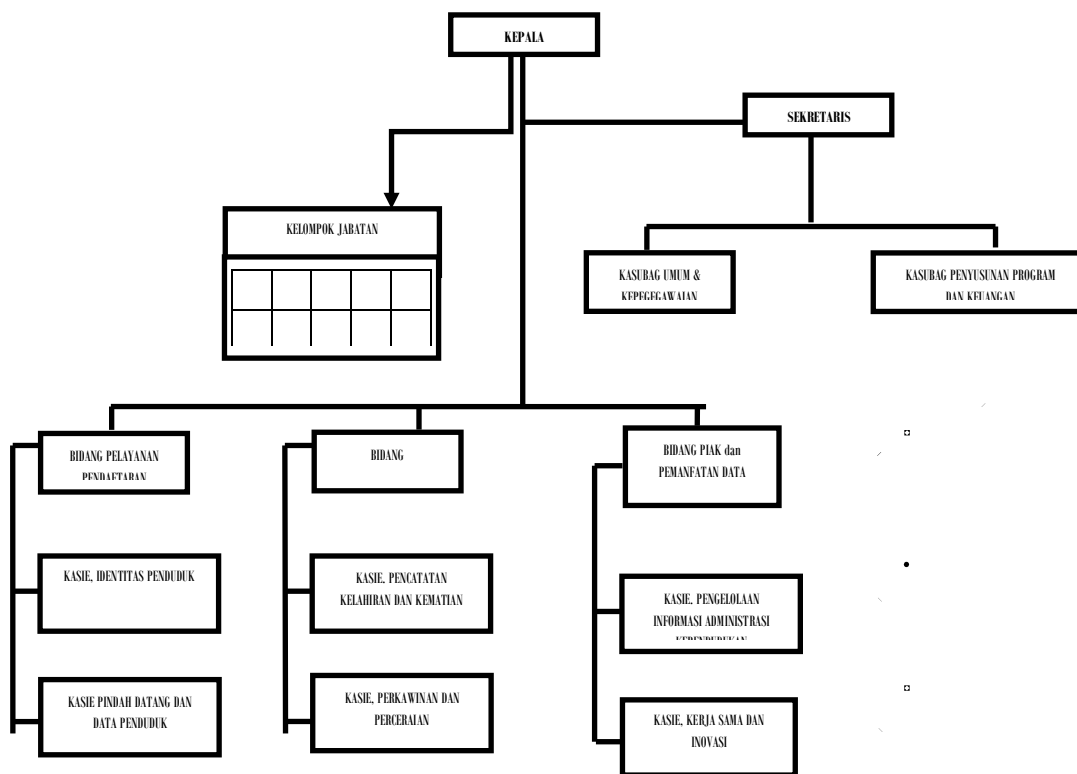 KEPALA
SEKRETARIS
KELOMPOK JABATAN
KASUBAG UMUM &
KEPEGEGAWAIAN
KASUBAG PENYUSUNAN PROGRAM
DAN KEUANGAN
BIDANG PELAYANAN
PENDAFTARAN
BIDANG
BIDANG PIAK dan
PEMANFATAN DATA
KASIE, IDENTITAS PENDUDUK
KASIE. PENCATATAN
KELAHIRAN DAN KEMATIAN
KASIE. PENGELOLAAN
INFORMASI ADMINISTRASI
KEPENDUDUKAN
KASIE PINDAH DATANG DAN
DATA PENDUDUK
KASIE, PERKAWINAN DAN
PERCERAIAN
KASIE, KERJA SAMA DAN
INOVASI